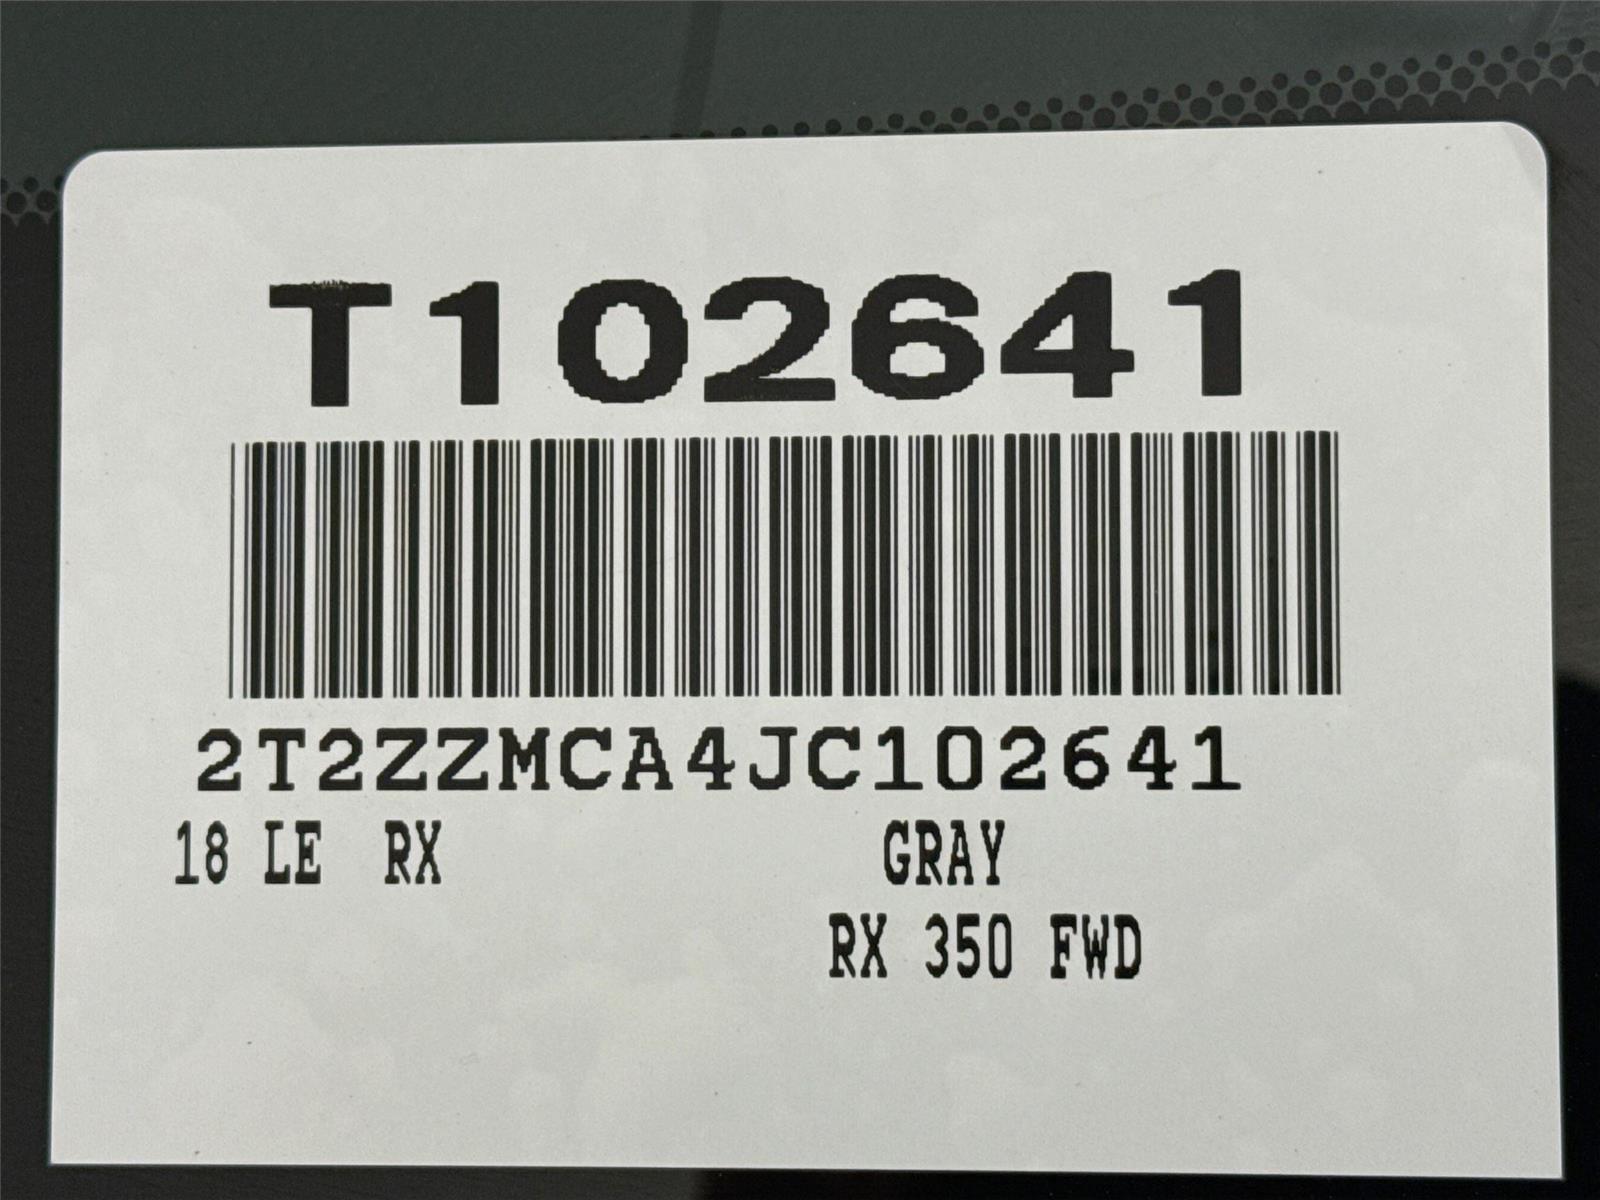 T102641
2T2ZZMCA4JC102641
18 LE RX GRAY
RX 350 FWD